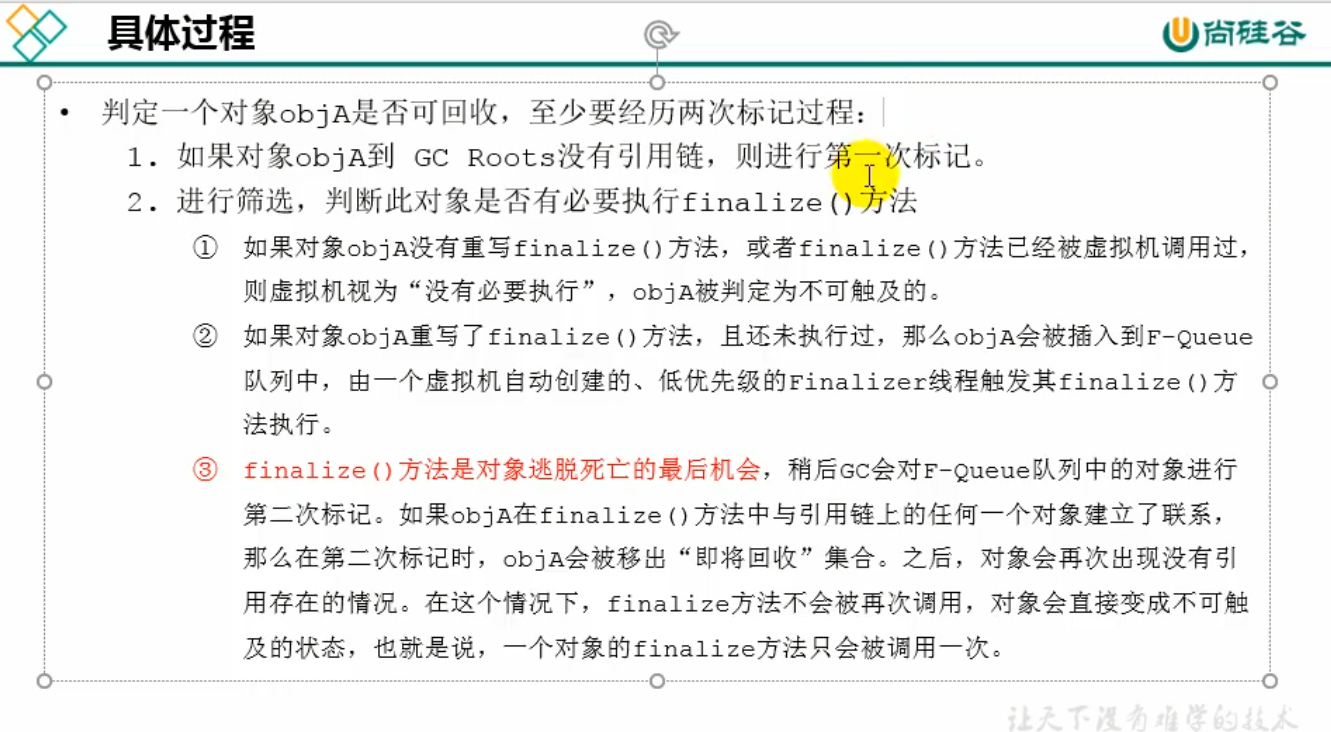 具体过程
尚硅谷
• 判定一个对象objA是否可回收，至少要经历两次标记过程：
1. 如果对象objA到 GC Roots没有引用链，则进行第一次标记。
2. 进行筛选，判断此对象是否有必要执行finalize()方法
① 如果对象objA没有重写finalize()方法，或者finalize()方法已经被虚拟机调用过，
则虚拟机视为“没有必要执行”，objA被判定为不可触及的。
② 如果对象objA重写了finalize()方法，且还未执行过，那么objA会被插入到F-Queue
队列中，由一个虚拟机自动创建的、低优先级的Finalizer线程触发其finalize()方
法执行。
③ finalize()方法是对象逃脱死亡的最后机会，稍后GC会对F-Queue队列中的对象进行
第二次标记。如果objA在finalize()方法中与引用链上的任何一个对象建立了联系，
那么在第二次标记时，objA会被移出“即将回收”集合。之后，对象会再次出现没有引
用存在的情况。在这个情况下，finalize方法不会被再次调用，对象会直接变成不可触
及的状态，也就是说，一个对象的finalize方法只会被调用一次。
让天下没有难学的技术